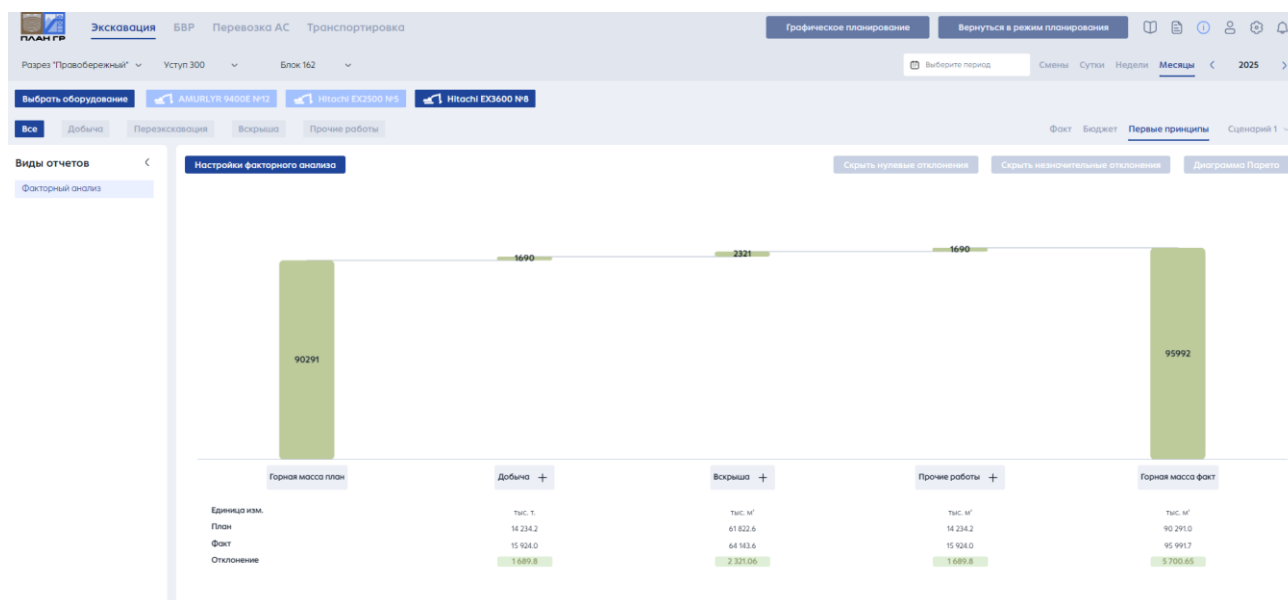 ПЛАН ГР Экскавация БВР Перевозка АС Транспортировка Графическое планирование Вернуться в режим планирования
Разрез "Правобережный" Уступ 300 Блок 162 Выберите период Смены Сутки Недели Месяцы 2025
Выбрать оборудование AMURLYR 9400E №12 Hitachi EX2500 №5 Hitachi EX3600 №8
Все Добыча Переэкскавация Вскрыша Прочие работы Факт Бюджет Первые принципы Сценарий 1
Виды отчетов Настройки факторного анализа Скрыть нулевые отклонения Скрыть незначительные отклонения Диаграмма Парето
Факторный анализ
1690 2321 1690
90291 95992
Горная масса план Добыча + Вскрыша + Прочие работы + Горная масса факт
Единица изм. тыс. т. тыс. м³ тыс. м³ тыс. м³
План 14 234.2 61 822.6 14 234.2 90 291.0
Факт 15 924.0 64 143.6 15 924.0 95 991.7
Отклонение 1 689.8 2 321.06 1 689.8 5 700.65